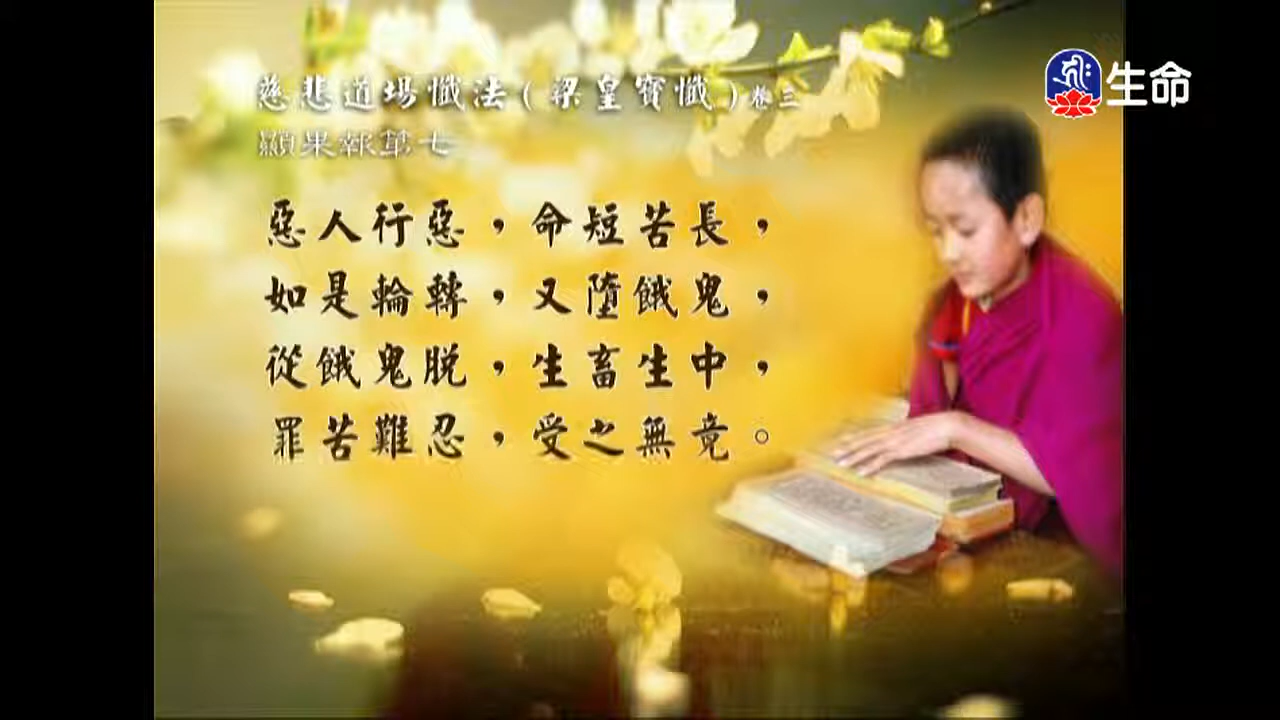 慈悲道場懺法(梁皇寶懺)卷三
顯果報第七
生命
惡人行惡，命短苦長，
如是輪轉，又墮餓鬼，
從餓鬼脱，生畜生中，
罪苦難忍，受之無竟。